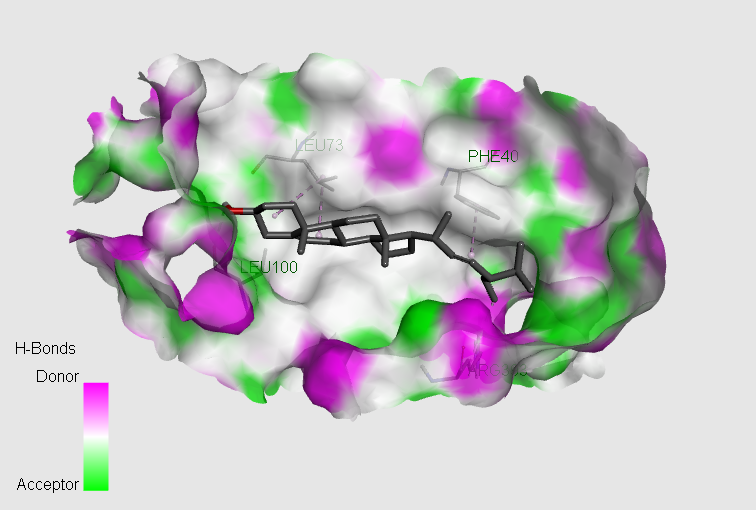 LEU73
PHE40
LEU100
H-Bonds
Donor
Acceptor